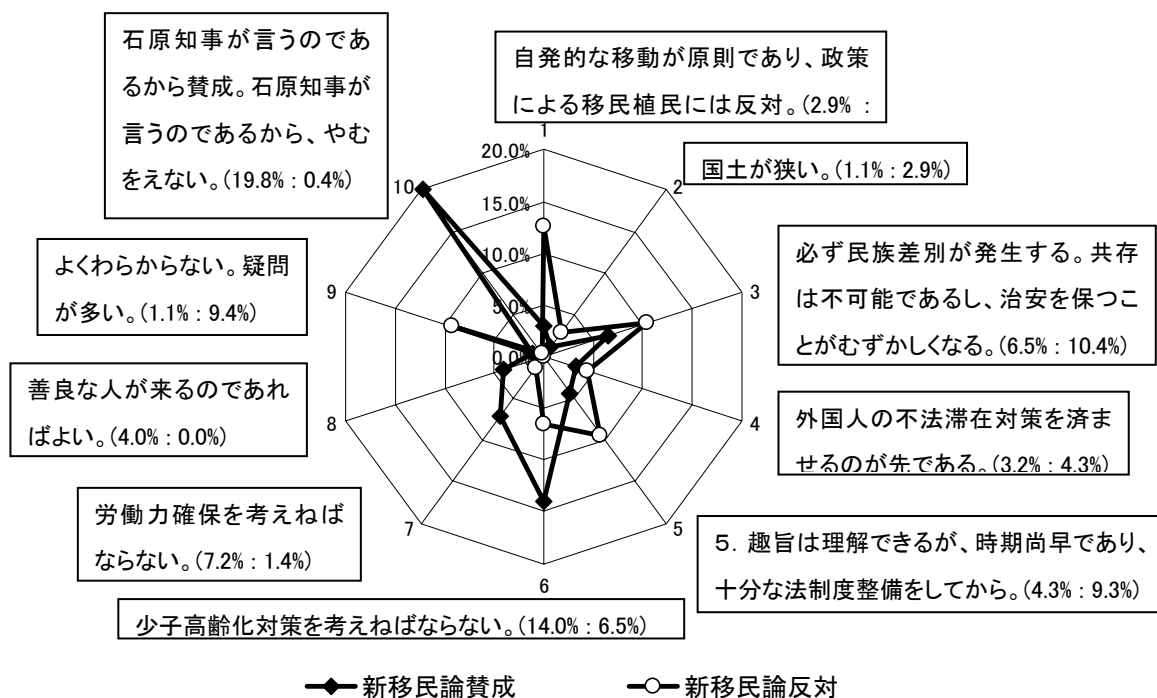 石原知事が言うのであ
るから賛成。石原知事が
言うのであるから、やむ
をえない。(19.8% : 0.4%)
自発的な移動が原則であり、政策
による移民植民には反対。(2.9% :
1
国土が狭い。(1.1% : 2.9%)
2
必ず民族差別が発生する。共存
は不可能であるし、治安を保つこ
とがむずかしくなる。(6.5% : 10.4%)
3
外国人の不法滞在対策を済ま
せるのが先である。(3.2% : 4.3%)
4
５．趣旨は理解できるが、時期尚早であり、
十分な法制度整備をしてから。(4.3% : 9.3%)
5
6
少子高齢化対策を考えねばならない。(14.0% : 6.5%)
7
労働力確保を考えねば
ならない。(7.2% : 1.4%)
8
善良な人が来るのであれ
ばよい。(4.0% : 0.0%)
9
よくわらからない。疑問
が多い。(1.1% : 9.4%)
10
20.0%
15.0%
10.0%
5.0%
0.0%
新移民論賛成
新移民論反対